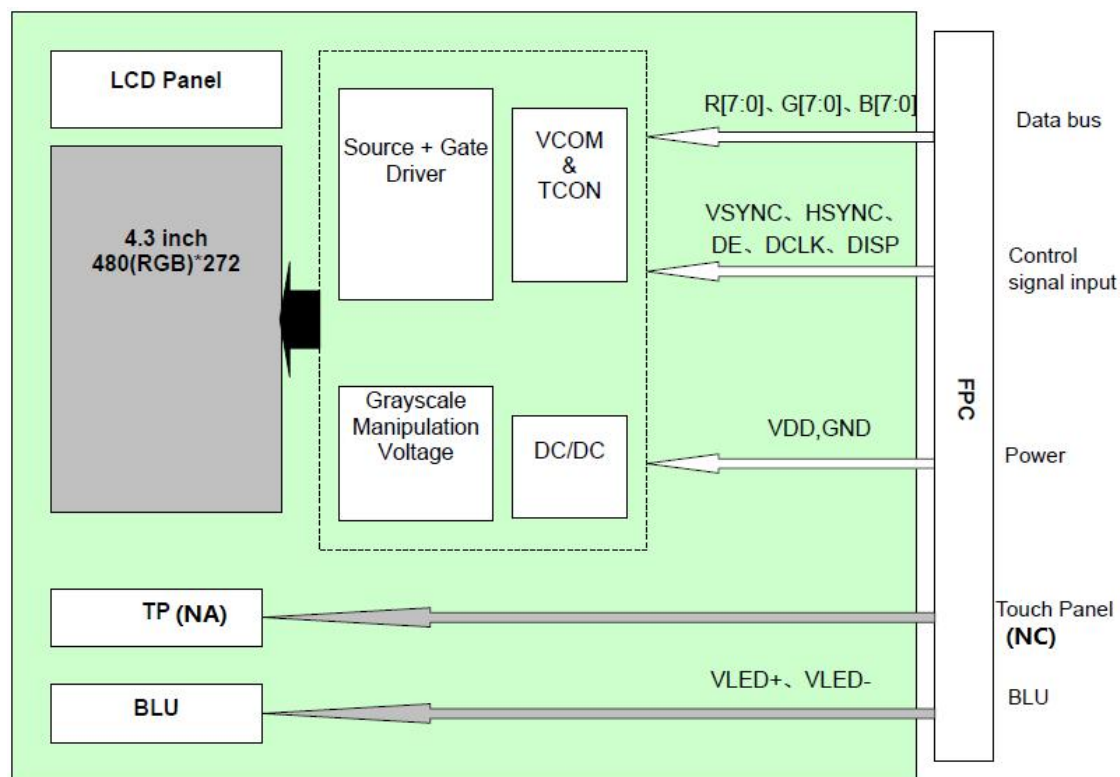 LCD Panel
4.3 inch
480(RGB)*272
Source + Gate
Driver
VCOM
&
TCON
Grayscale
Manipulation
Voltage
DC/DC
R[7:0]、G[7:0]、B[7:0]
VSYNC、HSYNC、
DE、DCLK、DISP
VDD,GND
TP (NA)
BLU
VLED+、VLED-
FPC
Data bus
Control
signal input
Power
Touch Panel
(NC)
BLU